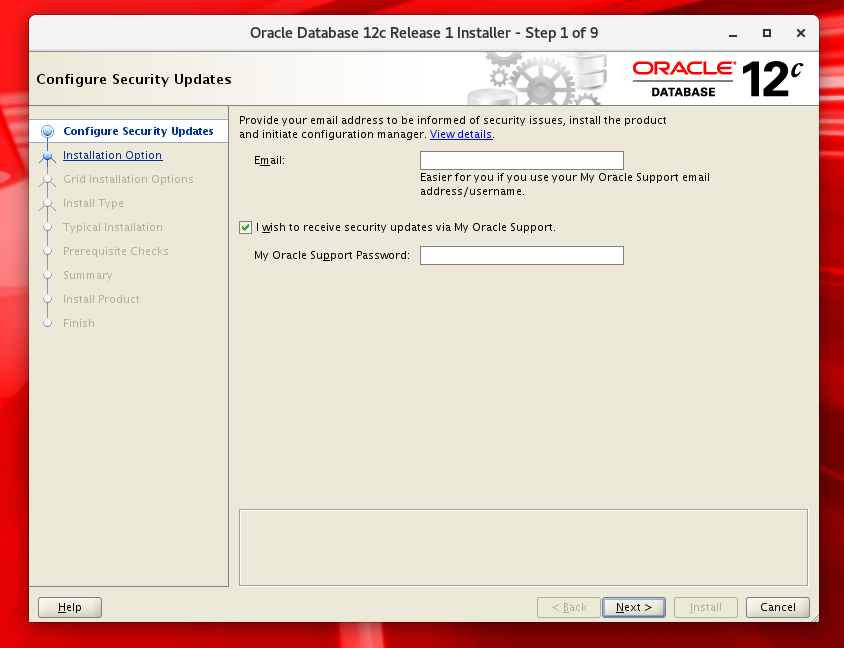 Oracle Database 12c Release 1 Installer - Step 1 of 9
Configure Security Updates
ORACLE®
DATABASE
12c
Configure Security Updates
Installation Option
Grid Installation Options
Install Type
Typical Installation
Prerequisite Checks
Summary
Install Product
Finish
Provide your email address to be informed of security issues, install the product
and initiate configuration manager. View details.
Email:
Easier for you if you use your My Oracle Support email
address/username.
I wish to receive security updates via My Oracle Support.
My Oracle Support Password:
Help
< Back
Next >
Install
Cancel